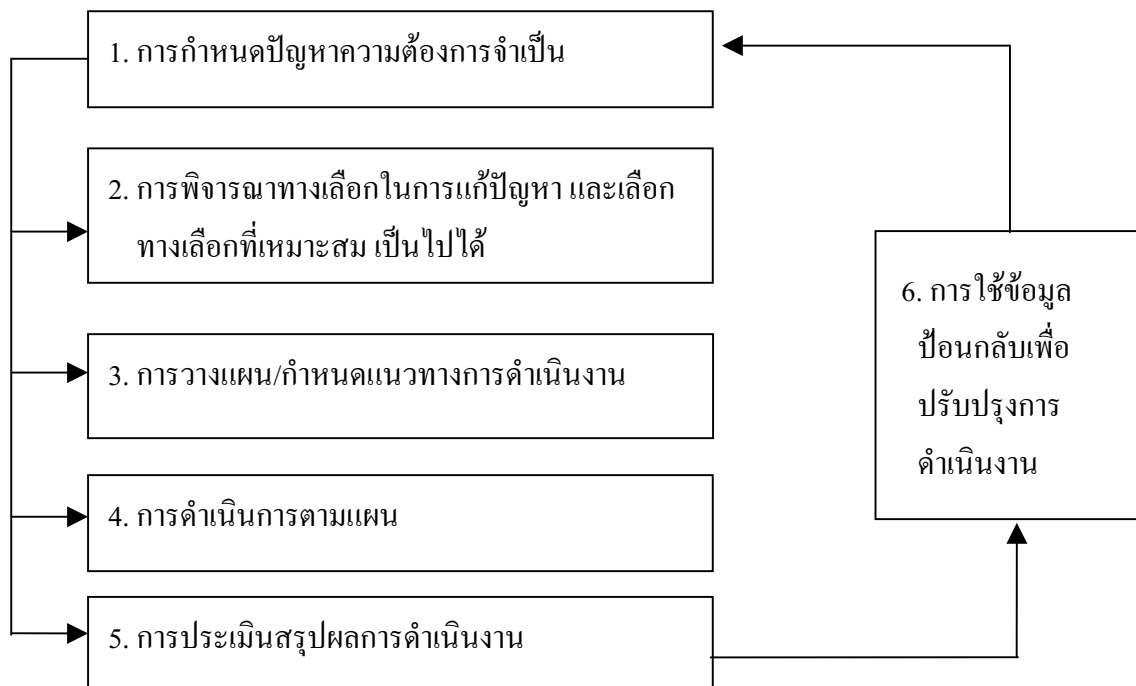 1. การกำหนดปัญหาความต้องการจำเป็น
2. การพิจารณาทางเลือกในการแก้ปัญหา และเลือก
ทางเลือกที่เหมาะสม เป็นไปได้
3. การวางแผน/กำหนดแนวทางการดำเนินงาน
4. การดำเนินการตามแผน
5. การประเมินสรุปผลการดำเนินงาน
6. การใช้ข้อมูล
ป้อนกลับเพื่อ
ปรับปรุงการ
ดำเนินงาน